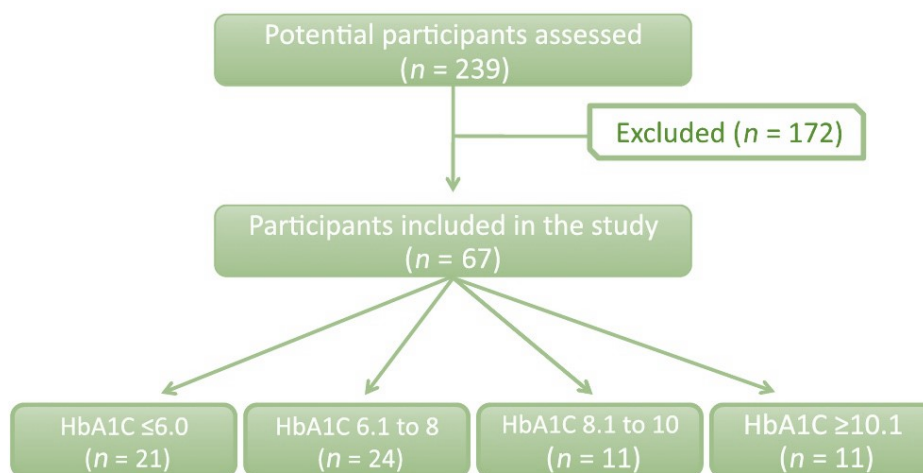 Potential participants assessed
(n = 239)
Excluded (n = 172)
Participants included in the study
(n = 67)
HbA1C ≤6.0
(n = 21)
HbA1C 6.1 to 8
(n = 24)
HbA1C 8.1 to 10
(n = 11)
HbA1C ≥10.1
(n = 11)